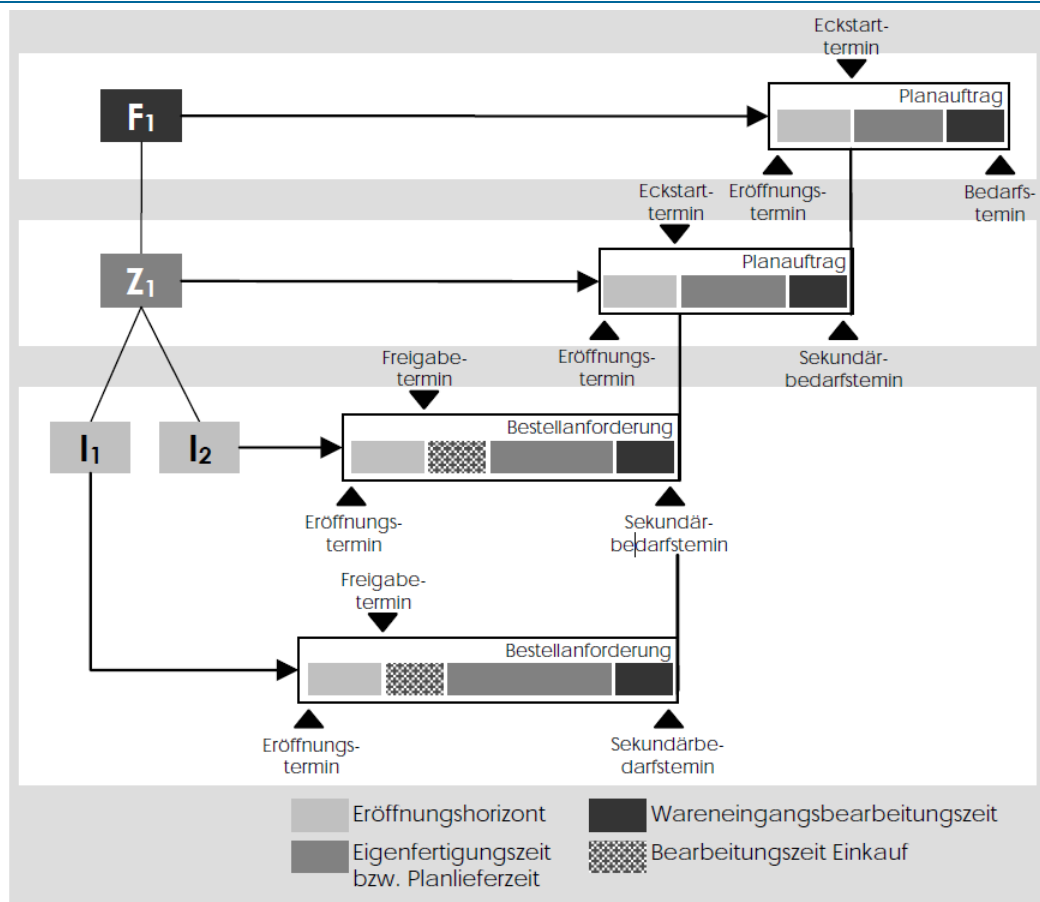 Eckstart-
termin
Planauftrag
F1
Eckstart-
termin
Eröffnungs-
termin
Bedarfs-
temin
Planauftrag
Z1
Freigabe-
termin
Eröffnungs-
termin
Sekundär-
bedarfstemin
Bestellanforderung
I1
I2
Eröffnungs-
termin
Sekundär-
bedarfstemin
Freigabe-
termin
Bestellanforderung
Eröffnungs-
termin
Sekundärbe-
darfstemin
Eröffnungshorizont
Wareneingangsbearbeitungszeit
Eigenfertigungszeit
bzw. Planlieferzeit
Bearbeitungszeit Einkauf